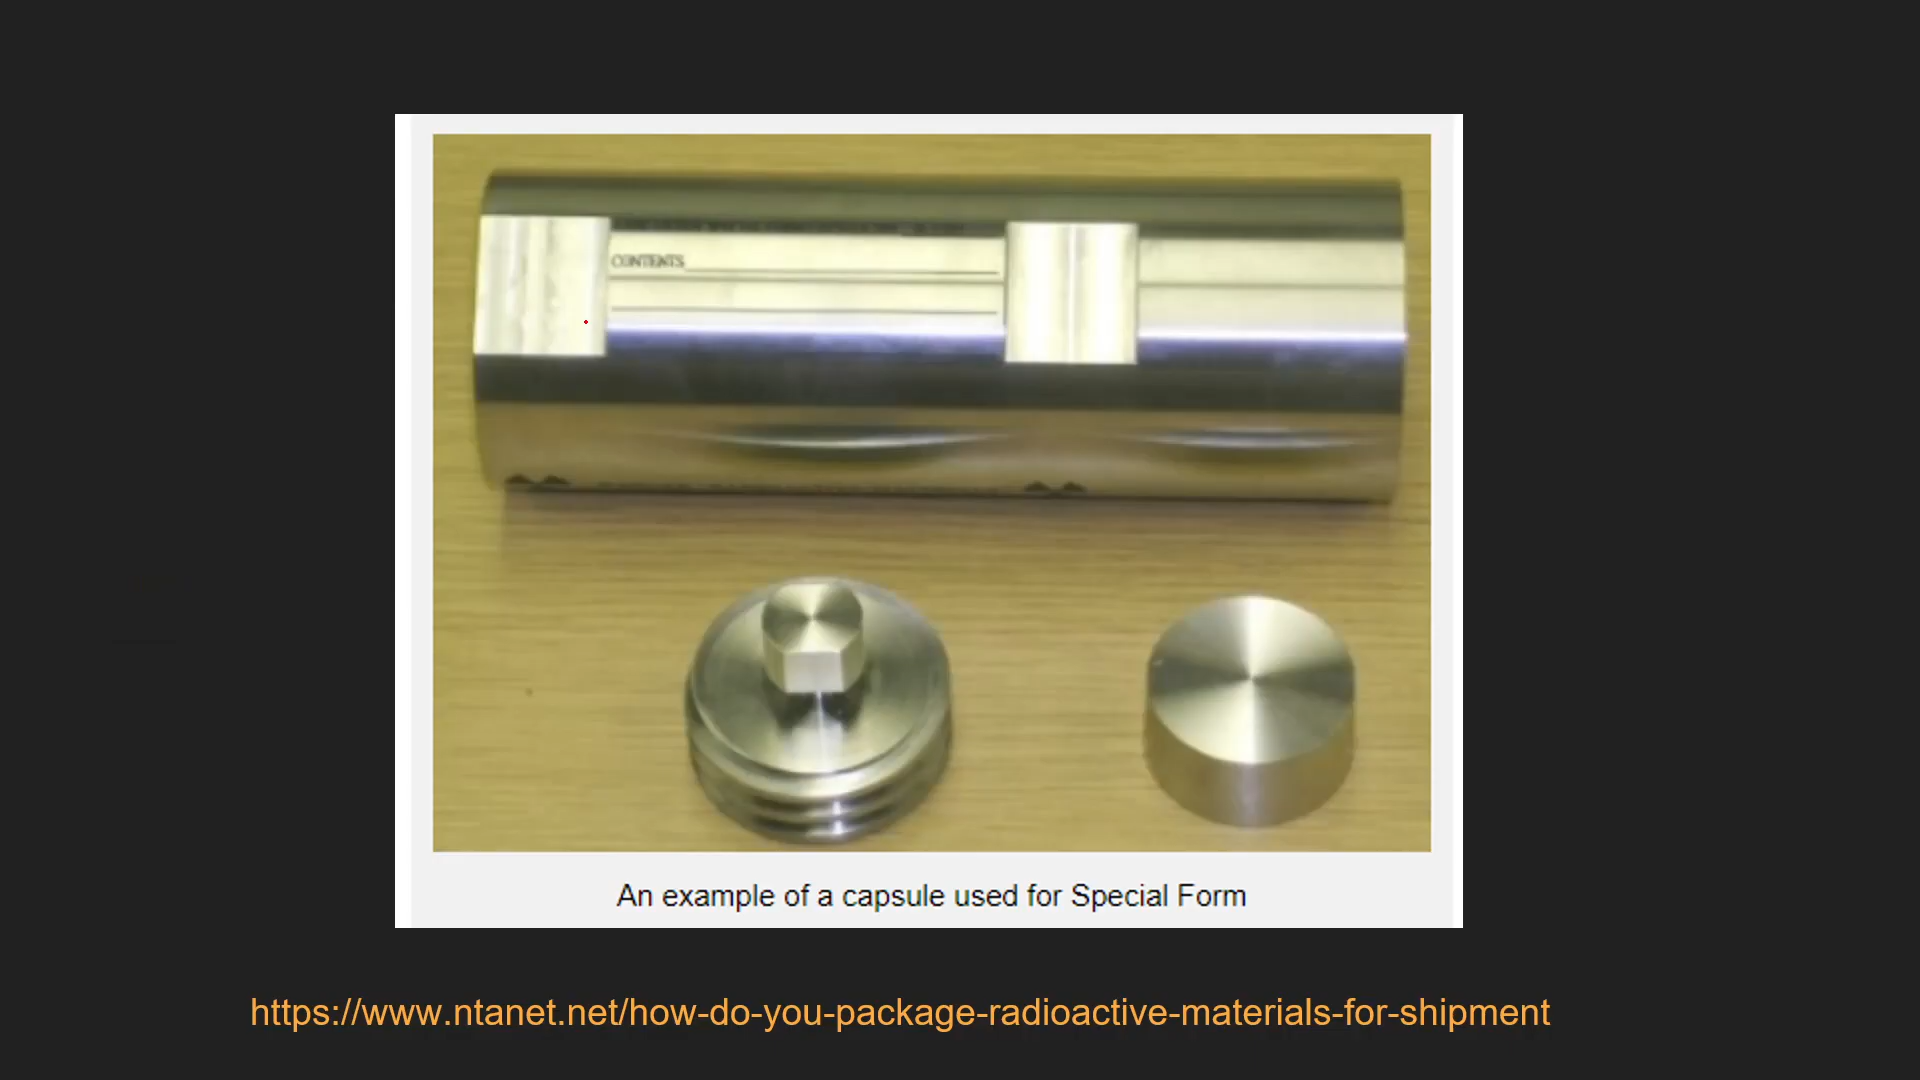 CONTENTS
An example of a capsule used for Special Form
https://www.ntanet.net/how-do-you-package-radioactive-materials-for-shipment